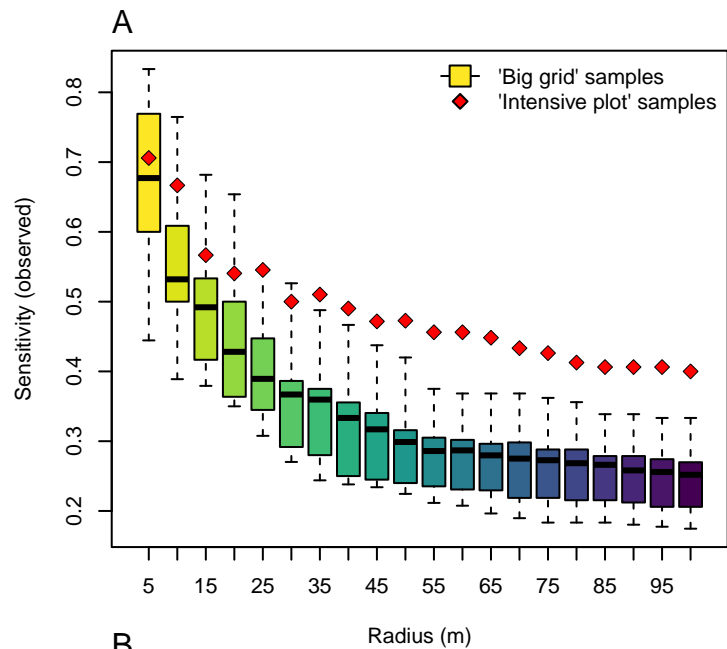 A
'Big grid' samples
'Intensive plot' samples
Sensitivity (observed)
0.8
0.7
0.6
0.5
0.4
0.3
0.2
5 15 25 35 45 55 65 75 85 95
Radius (m)
B